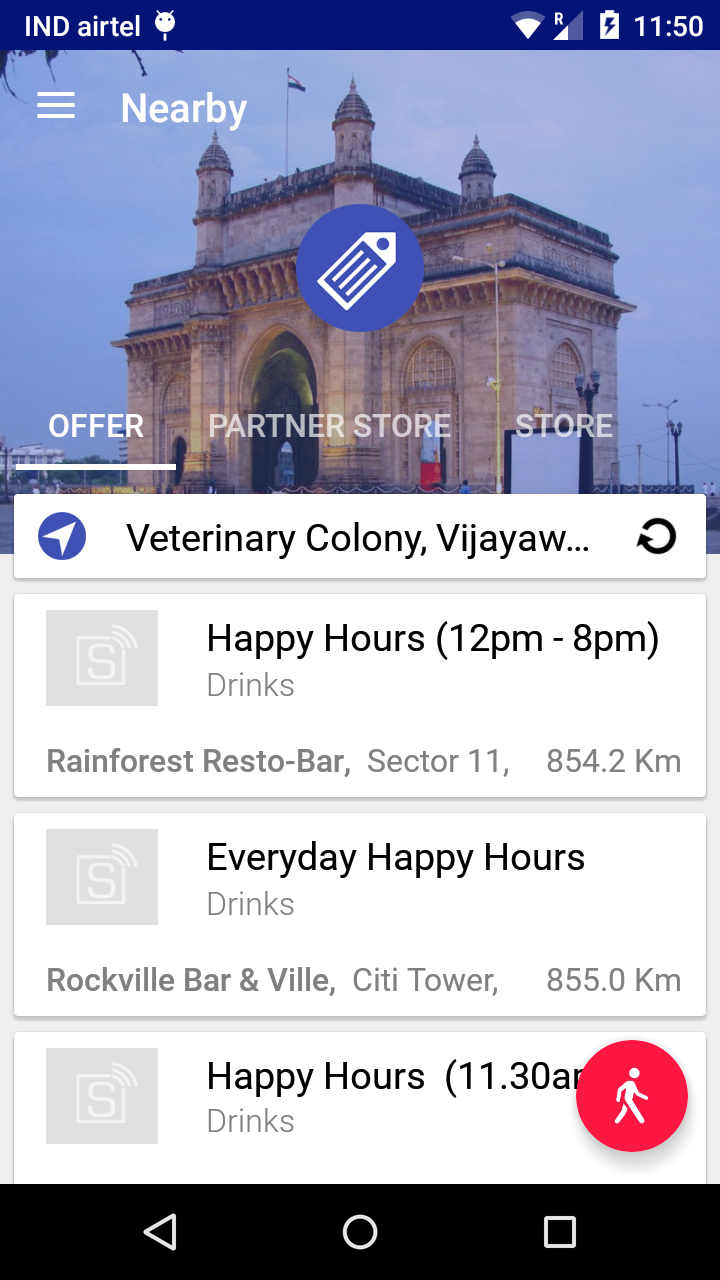 IND airtel
R
11:50
Nearby
OFFER
PARTNER STORE
STORE
Veterinary Colony, Vijayaw...
Happy Hours (12pm - 8pm)
Drinks
Rainforest Resto-Bar, Sector 11, 854.2 Km
Everyday Happy Hours
Drinks
Rockville Bar & Ville, Citi Tower, 855.0 Km
Happy Hours (11.30a
Drinks